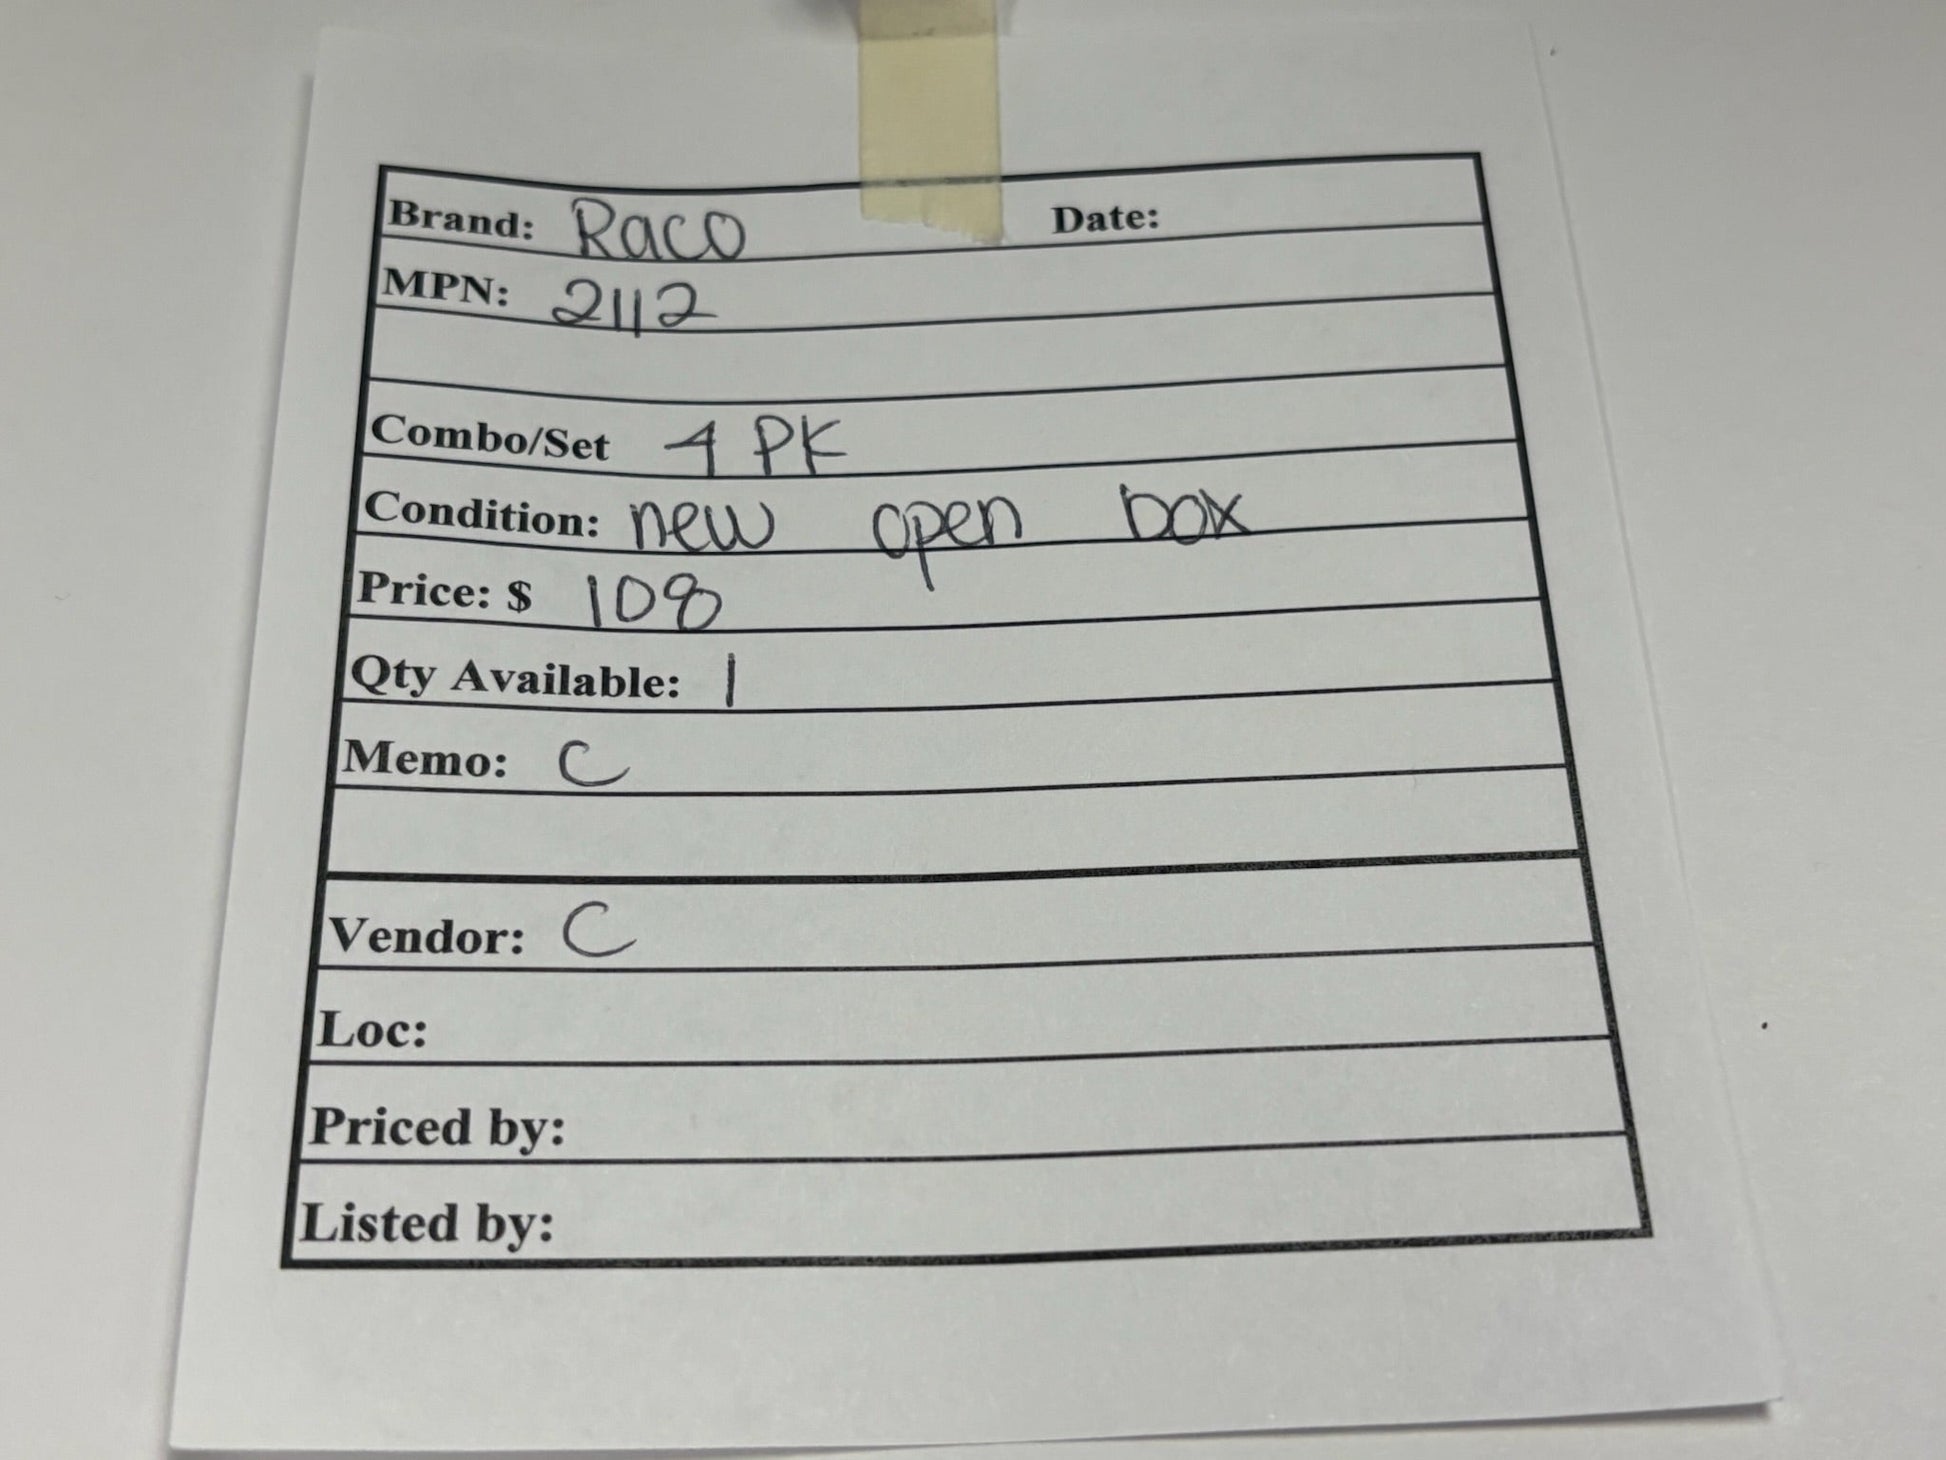 Brand: Raco Date:
MPN: 2112
Combo/Set 4 PK
Condition: new open box
Price: $ 108
Qty Available: 1
Memo: C
Vendor: C
Loc:
Priced by:
Listed by: